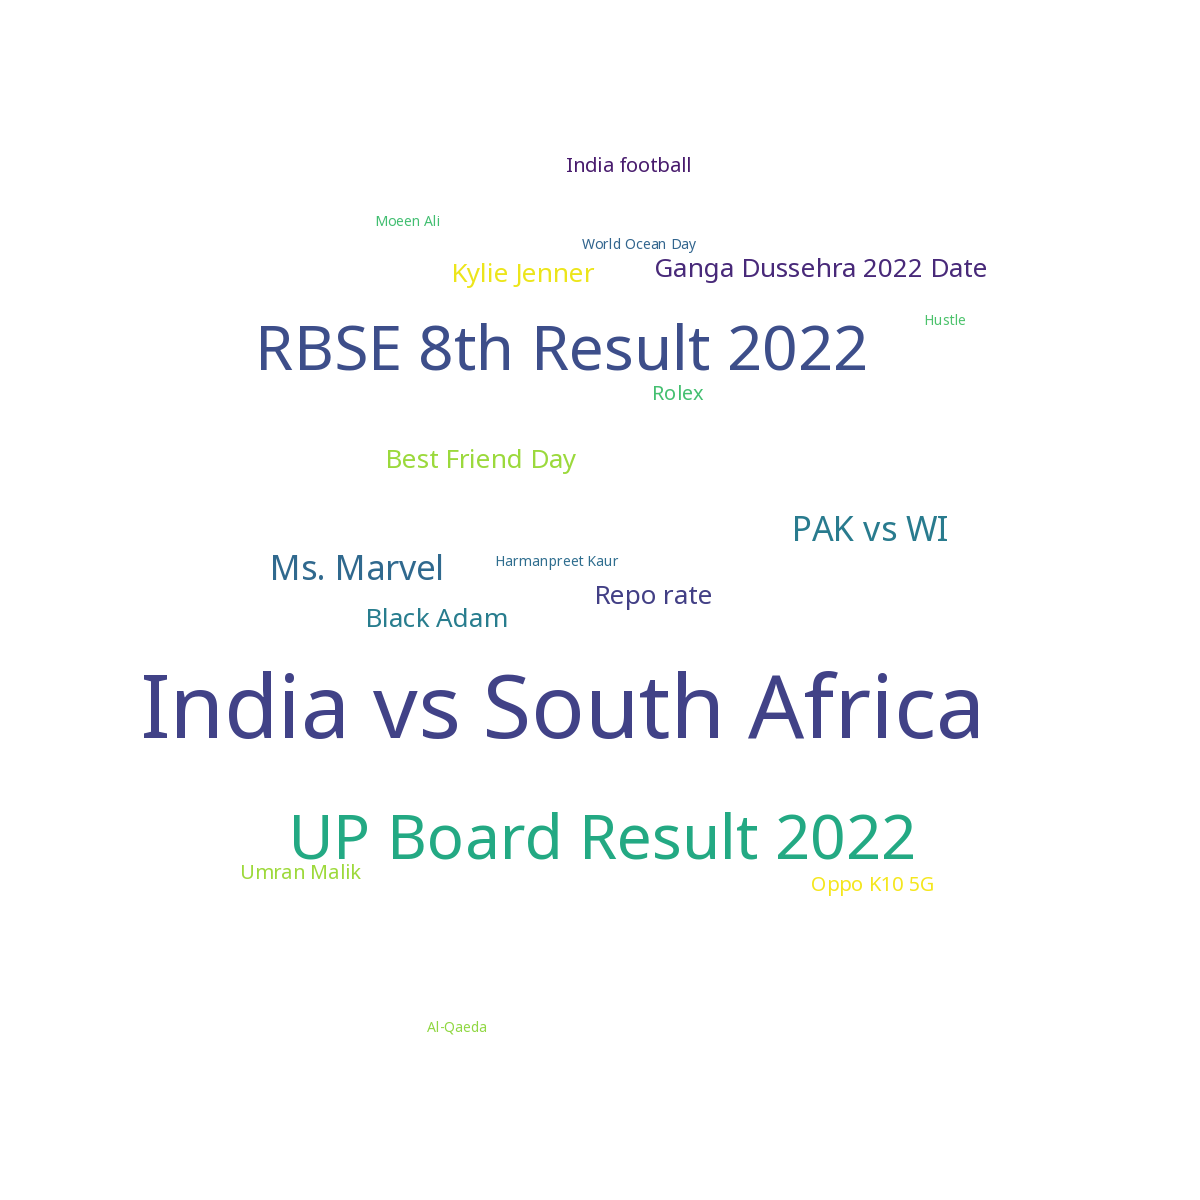 India football
Moeen Ali
World Ocean Day
Kylie Jenner
Ganga Dussehra 2022 Date
Hustle
RBSE 8th Result 2022
Rolex
Best Friend Day
PAK vs WI
Ms. Marvel
Harmanpreet Kaur
Repo rate
Black Adam
India vs South Africa
UP Board Result 2022
Umran Malik
Oppo K10 5G
Al-Qaeda